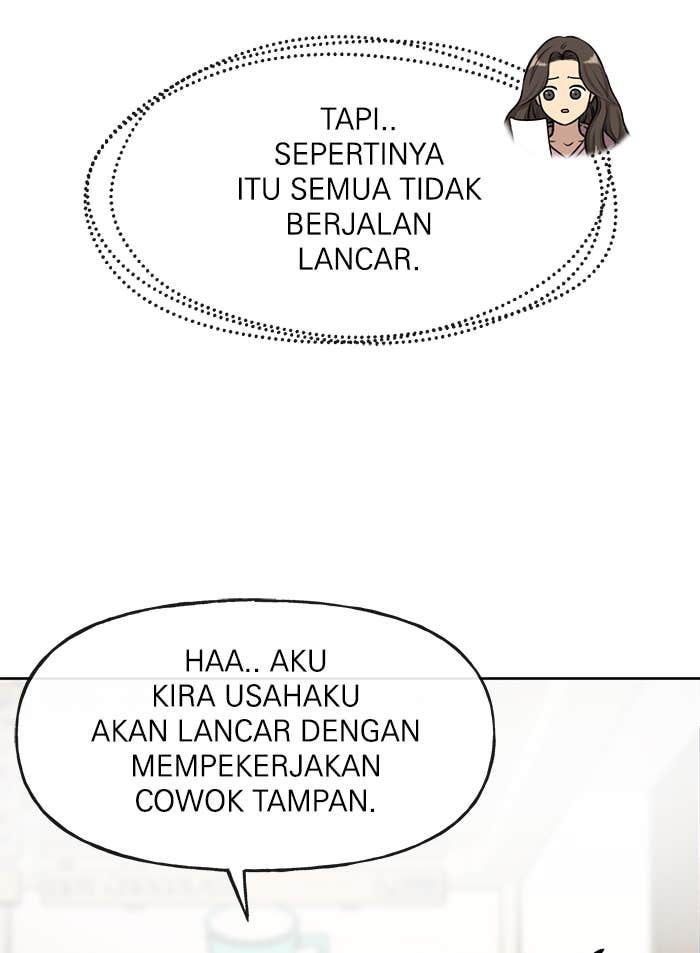 TAPI..
SEPERTINYA
ITU SEMUA TIDAK
BERJALAN
LANCAR.
HAA.. AKU
KIRA USAHAKU
AKAN LANCAR DENGAN
MEMPEKERJAKAN
COWOK TAMPAN.